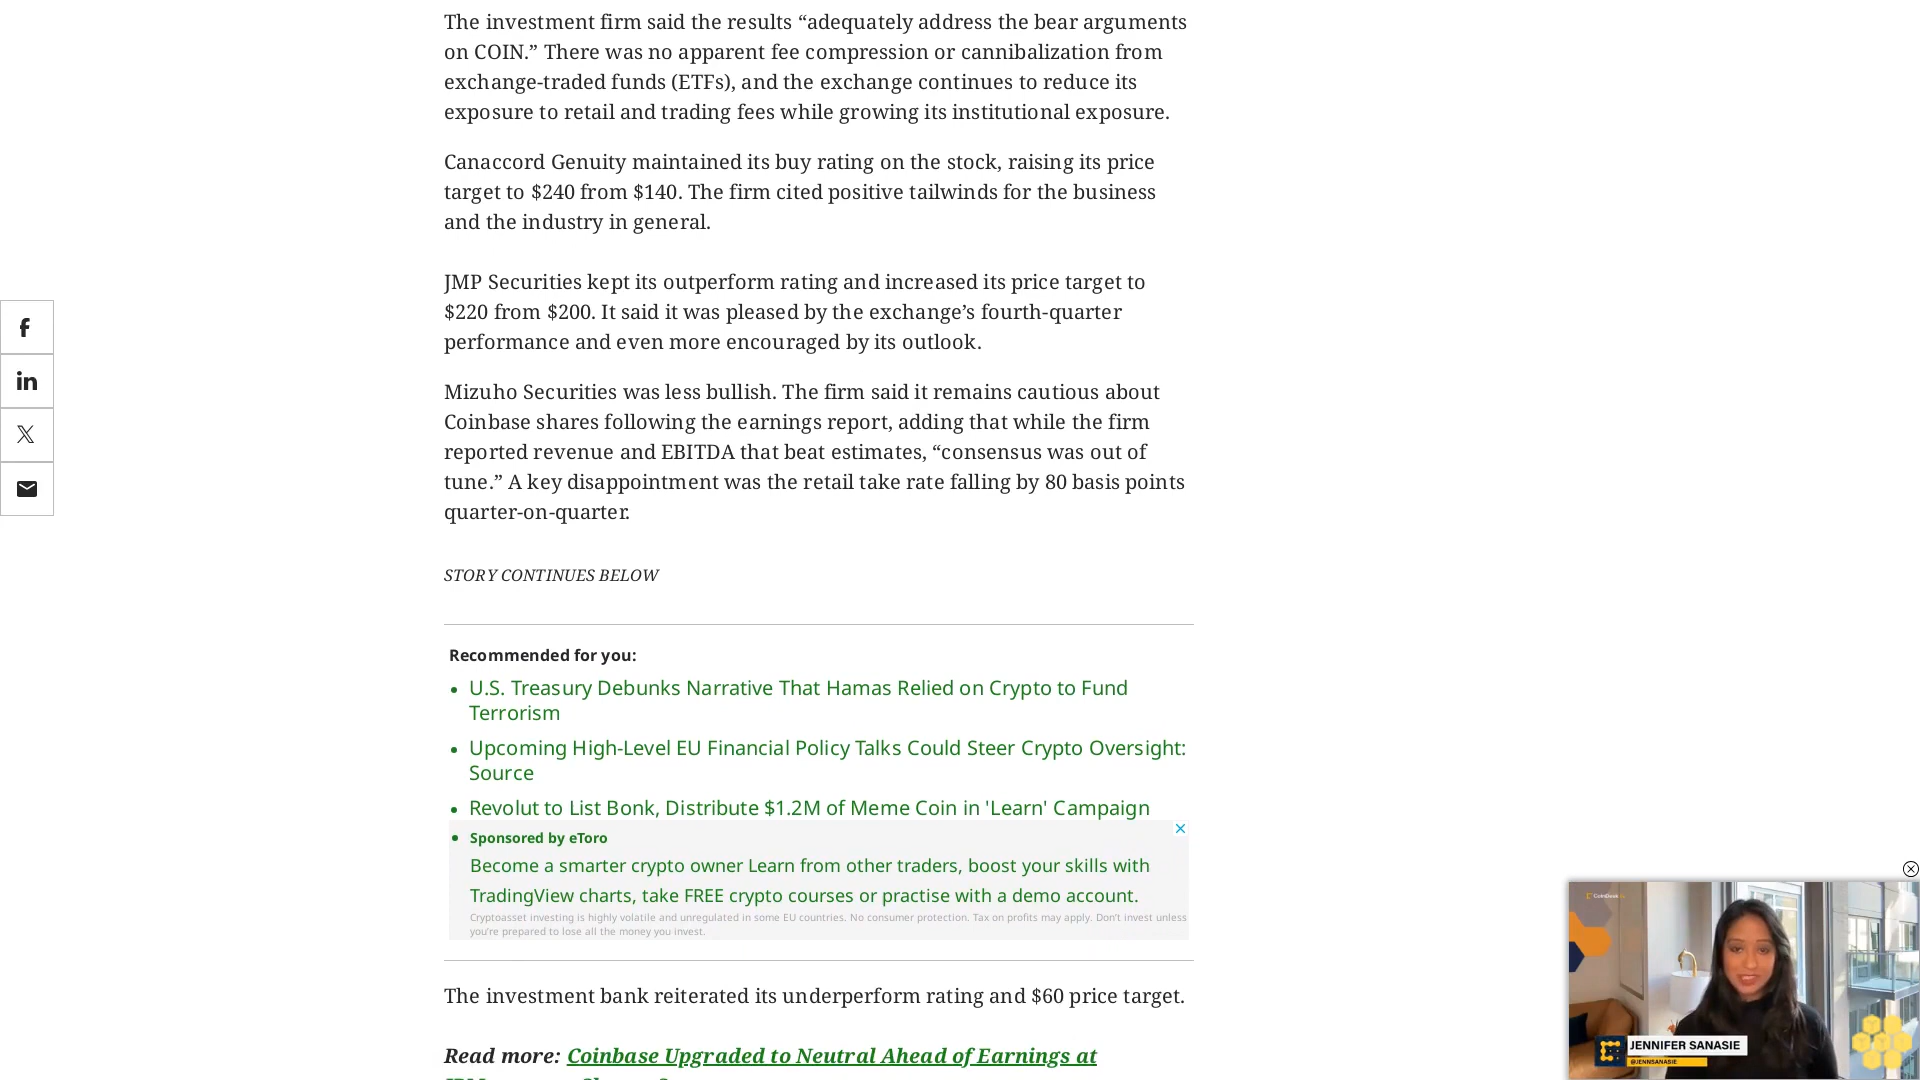 The investment firm said the results “adequately address the bear arguments
on COIN.” There was no apparent fee compression or cannibalization from
exchange-traded funds (ETFs), and the exchange continues to reduce its
exposure to retail and trading fees while growing its institutional exposure.
Canaccord Genuity maintained its buy rating on the stock, raising its price
target to $240 from $140. The firm cited positive tailwinds for the business
and the industry in general.
JMP Securities kept its outperform rating and increased its price target to
$220 from $200. It said it was pleased by the exchange’s fourth-quarter
performance and even more encouraged by its outlook.
Mizuho Securities was less bullish. The firm said it remains cautious about
Coinbase shares following the earnings report, adding that while the firm
reported revenue and EBITDA that beat estimates, “consensus was out of
tune.” A key disappointment was the retail take rate falling by 80 basis points
quarter-on-quarter.
STORY CONTINUES BELOW
Recommended for you:
• U.S. Treasury Debunks Narrative That Hamas Relied on Crypto to Fund
Terrorism
• Upcoming High-Level EU Financial Policy Talks Could Steer Crypto Oversight:
Source
• Revolut to List Bonk, Distribute $1.2M of Meme Coin in 'Learn' Campaign
• Sponsored by eToro
Become a smarter crypto owner Learn from other traders, boost your skills with
TradingView charts, take FREE crypto courses or practise with a demo account.
Cryptoasset investing is highly volatile and unregulated in some EU countries. No consumer protection. Tax on profits may apply. Don’t invest unless
you’re prepared to lose all the money you invest.
The investment bank reiterated its underperform rating and $60 price target.
Read more: Coinbase Upgraded to Neutral Ahead of Earnings at
CoinDesk
JENNIFER SANASIE
@JENNSANASIE